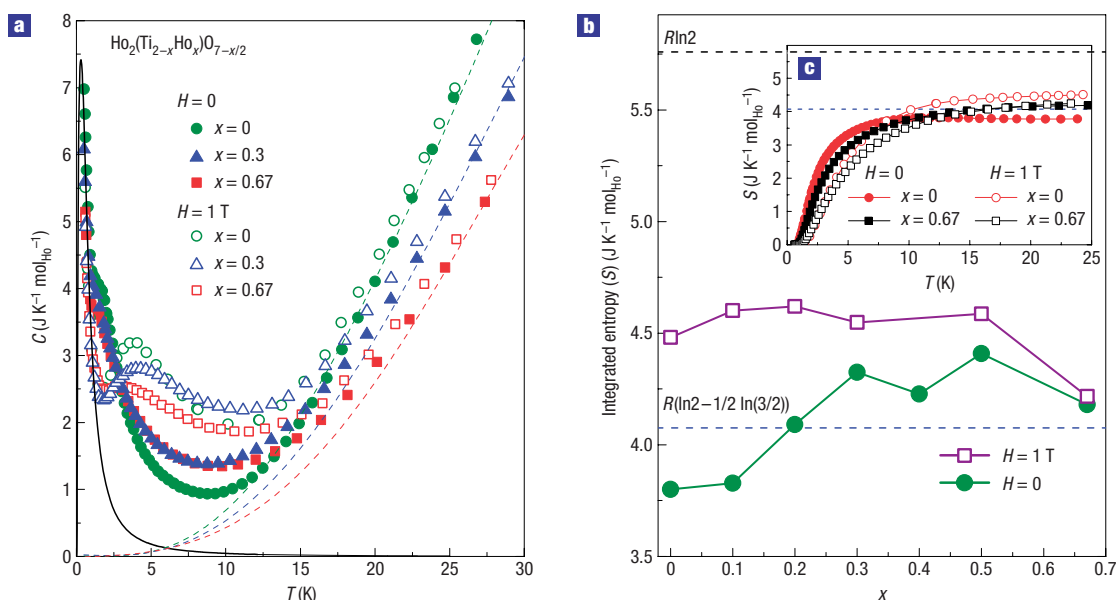 a
Ho₂(Ti₂₋ₓHoₓ)O₇₋ₓ/₂
H = 0
x = 0
x = 0.3
x = 0.67
H = 1 T
x = 0
x = 0.3
x = 0.67
C (J K⁻¹ mol_Ho⁻¹)
8
7
6
5
4
3
2
1
0
0 5 10 15 20 25 30
T (K)
b
Rln2
R(ln2−1/2 ln(3/2))
H = 1 T
H = 0
Integrated entropy (S) (J K⁻¹ mol_Ho⁻¹)
5.5
5.0
4.5
4.0
3.5
0 0.1 0.2 0.3 0.4 0.5 0.6 0.7
x
c
S (J K⁻¹ mol_Ho⁻¹)
5
4
3
2
1
0
H = 0 H = 1 T
x = 0 x = 0
x = 0.67 x = 0.67
0 5 10 15 20 25
T (K)